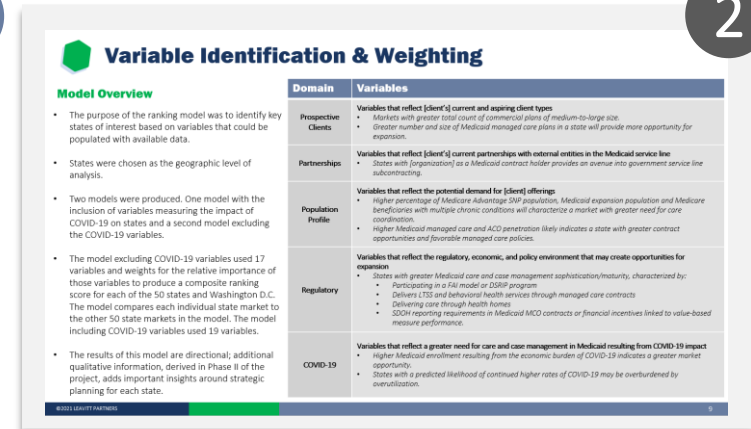 2
Variable Identification & Weighting
Model Overview
• The purpose of the ranking model was to identify key
states of interest based on variables that could be
populated with available data.
• States were chosen as the geographic level of
analysis.
• Two models were produced. One model with the
inclusion of variables measuring the impact of
COVID-19 on states and a second model excluding
the COVID-19 variables.
• The model excluding COVID-19 variables used 17
variables and weights for the relative importance of
those variables to produce a composite ranking
score for each of the 50 states and Washington D.C.
The model compares each individual state market to
the other 50 state markets in the model. The model
including COVID-19 variables used 19 variables.
• The results of this model are directional; additional
qualitative information, derived in Phase II of the
project, adds important insights around strategic
planning for each state.
Domain Variables
Prospective
Clients
Variables that reflect [client's] current and aspiring client types
• Markets with greater total count of commercial plans of medium-to-large size.
• Greater number and size of Medicaid managed care plans in a state will provide more opportunity for
expansion.
Partnerships
Variables that reflect [client's] current partnerships with external entities in the Medicaid service line
• States with [organization] as a Medicaid contract holder provides an avenue into government service line
subcontracting.
Population
Profile
Variables that reflect the potential demand for [client] offerings
• Higher percentage of Medicare Advantage SNP population, Medicaid expansion population and Medicare
beneficiaries with multiple chronic conditions will characterize a market with greater need for care
coordination.
• Higher Medicaid managed care and ACO penetration likely indicates a state with greater contract
opportunities and favorable managed care policies.
Regulatory
Variables that reflect the regulatory, economic, and policy environment that may create opportunities for
expansion
• States with greater Medicaid care and case management sophistication/maturity, characterized by:
• Participating in a FAI model or DSRIP program
• Delivers LTSS and behavioral health services through managed care contracts
• Delivering care through health homes
• SDOH reporting requirements in Medicaid MCO contracts or financial incentives linked to value-based
measure performance.
COVID-19
Variables that reflect a greater need for care and case management in Medicaid resulting from COVID-19 impact
• Higher Medicaid enrollment resulting from the economic burden of COVID-19 indicates a greater market
opportunity.
• States with a predicted likelihood of continued higher rates of COVID-19 may be overburdened by
overutilization.
©2021 LEAVITT PARTNERS